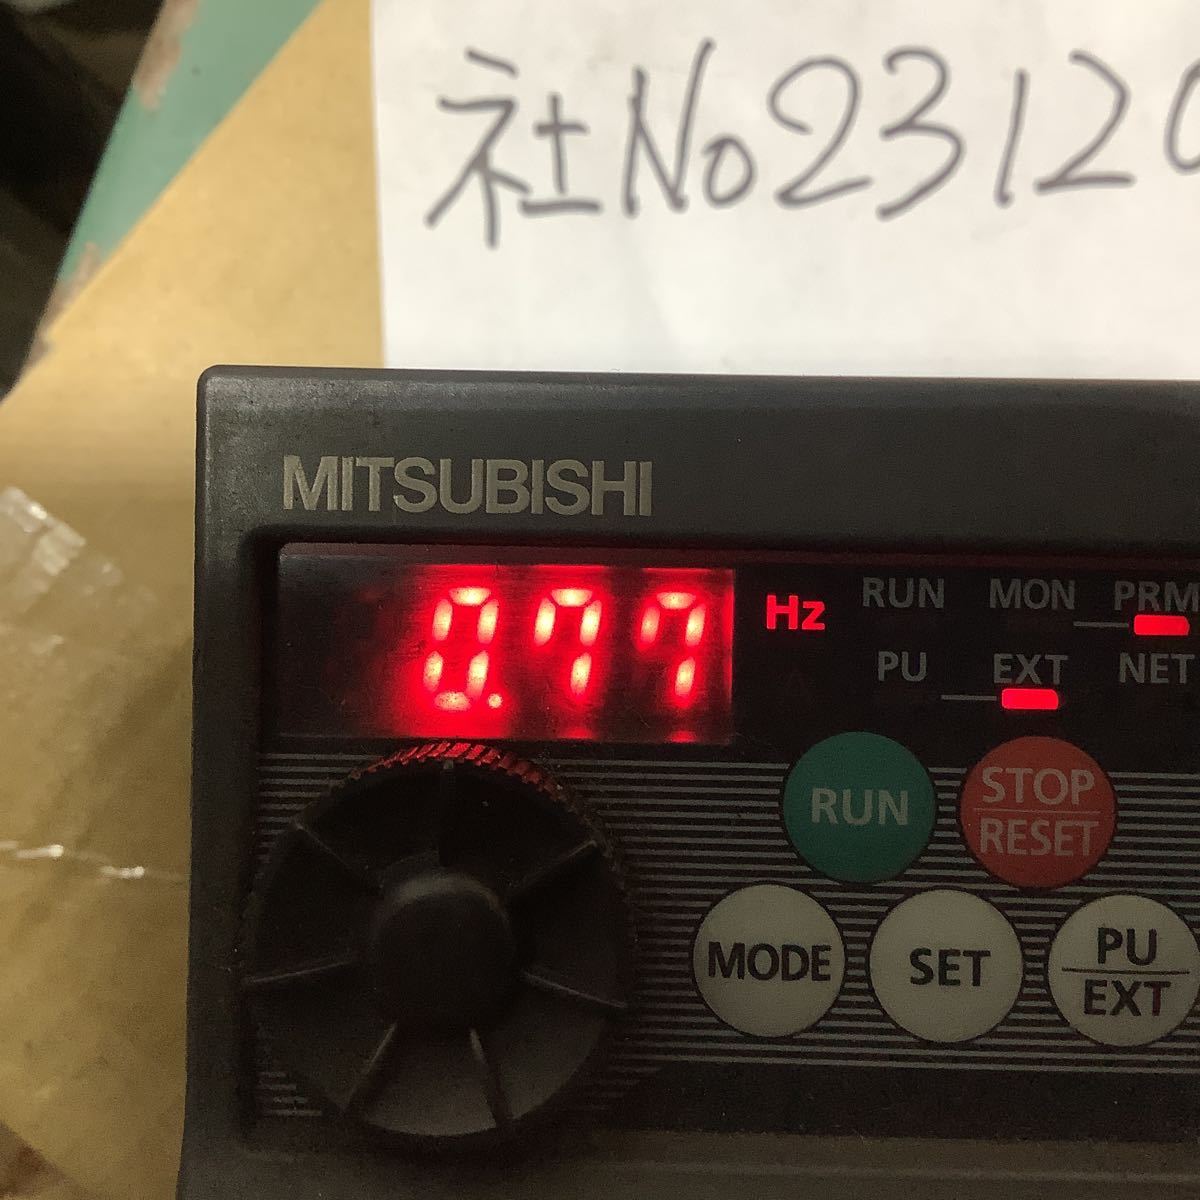 社No23120
MITSUBISHI
0.77 Hz
RUN MON PRM
PU EXT NET
RUN STOP
RESET
MODE SET PU
EXT